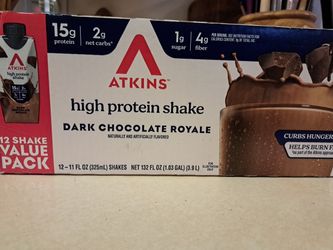 15g protein
2g net carbs*
1g sugar
4g fiber
ATKINS
high protein shake
DARK CHOCOLATE ROYALE
NATURALLY AND ARTIFICIALLY FLAVORED
12 SHAKE
VALUE
PACK
12 – 11 FL OZ (325mL) SHAKES NET 132 FL OZ (1.03 GAL) (3.9 L)
CURBS HUNGER
HELPS BURN